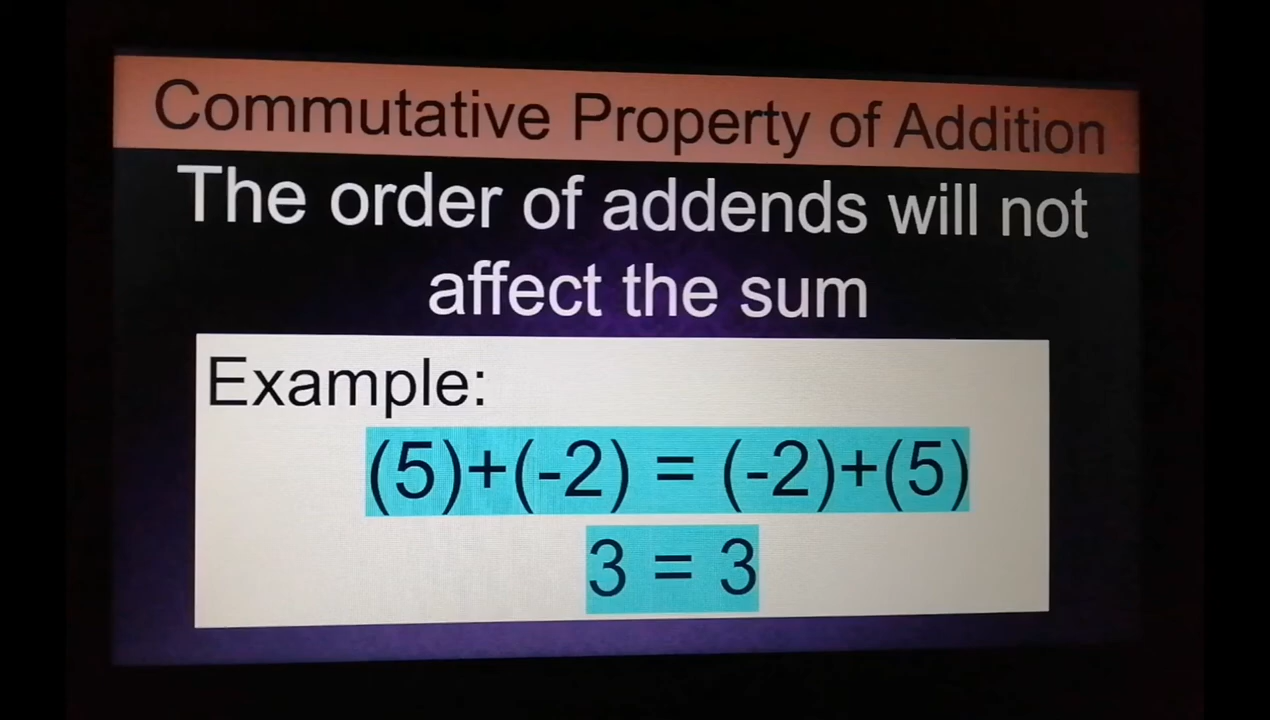 Commutative Property of Addition
The order of addends will not
affect the sum
Example:
(5)+(-2) = (-2)+(5)
3 = 3